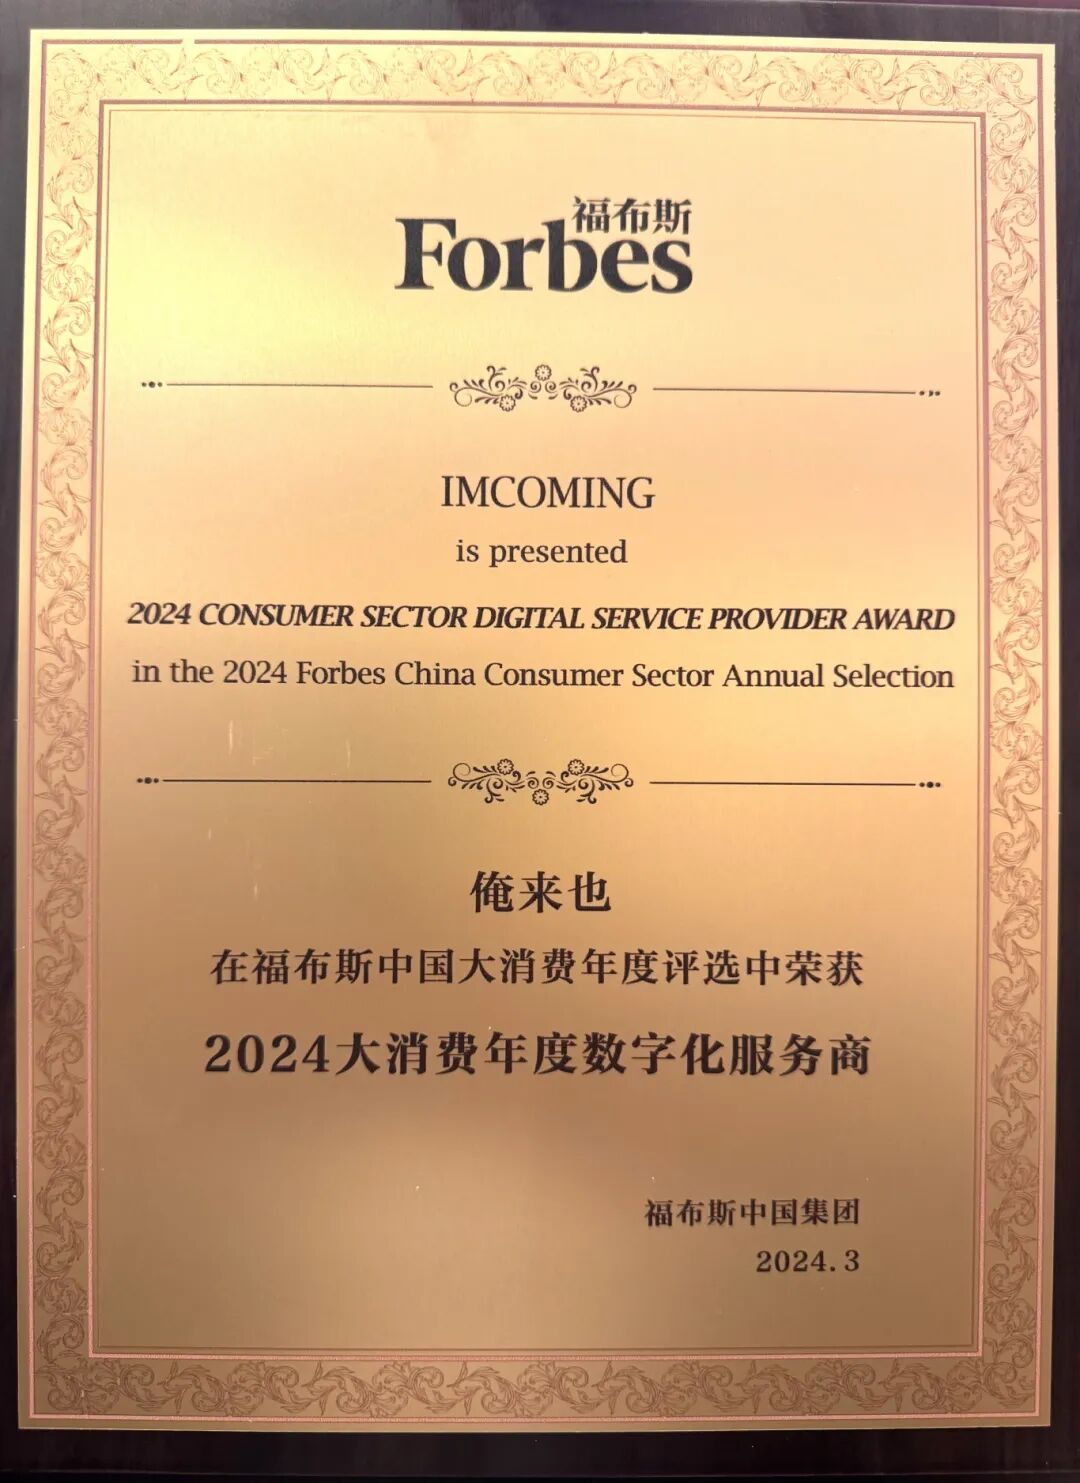 福布斯
Forbes
IMCOMING
is presented
2024 CONSUMER SECTOR DIGITAL SERVICE PROVIDER AWARD
in the 2024 Forbes China Consumer Sector Annual Selection
俺来也
在福布斯中国大消费年度评选中荣获
2024大消费年度数字化服务商
福布斯中国集团
2024.3